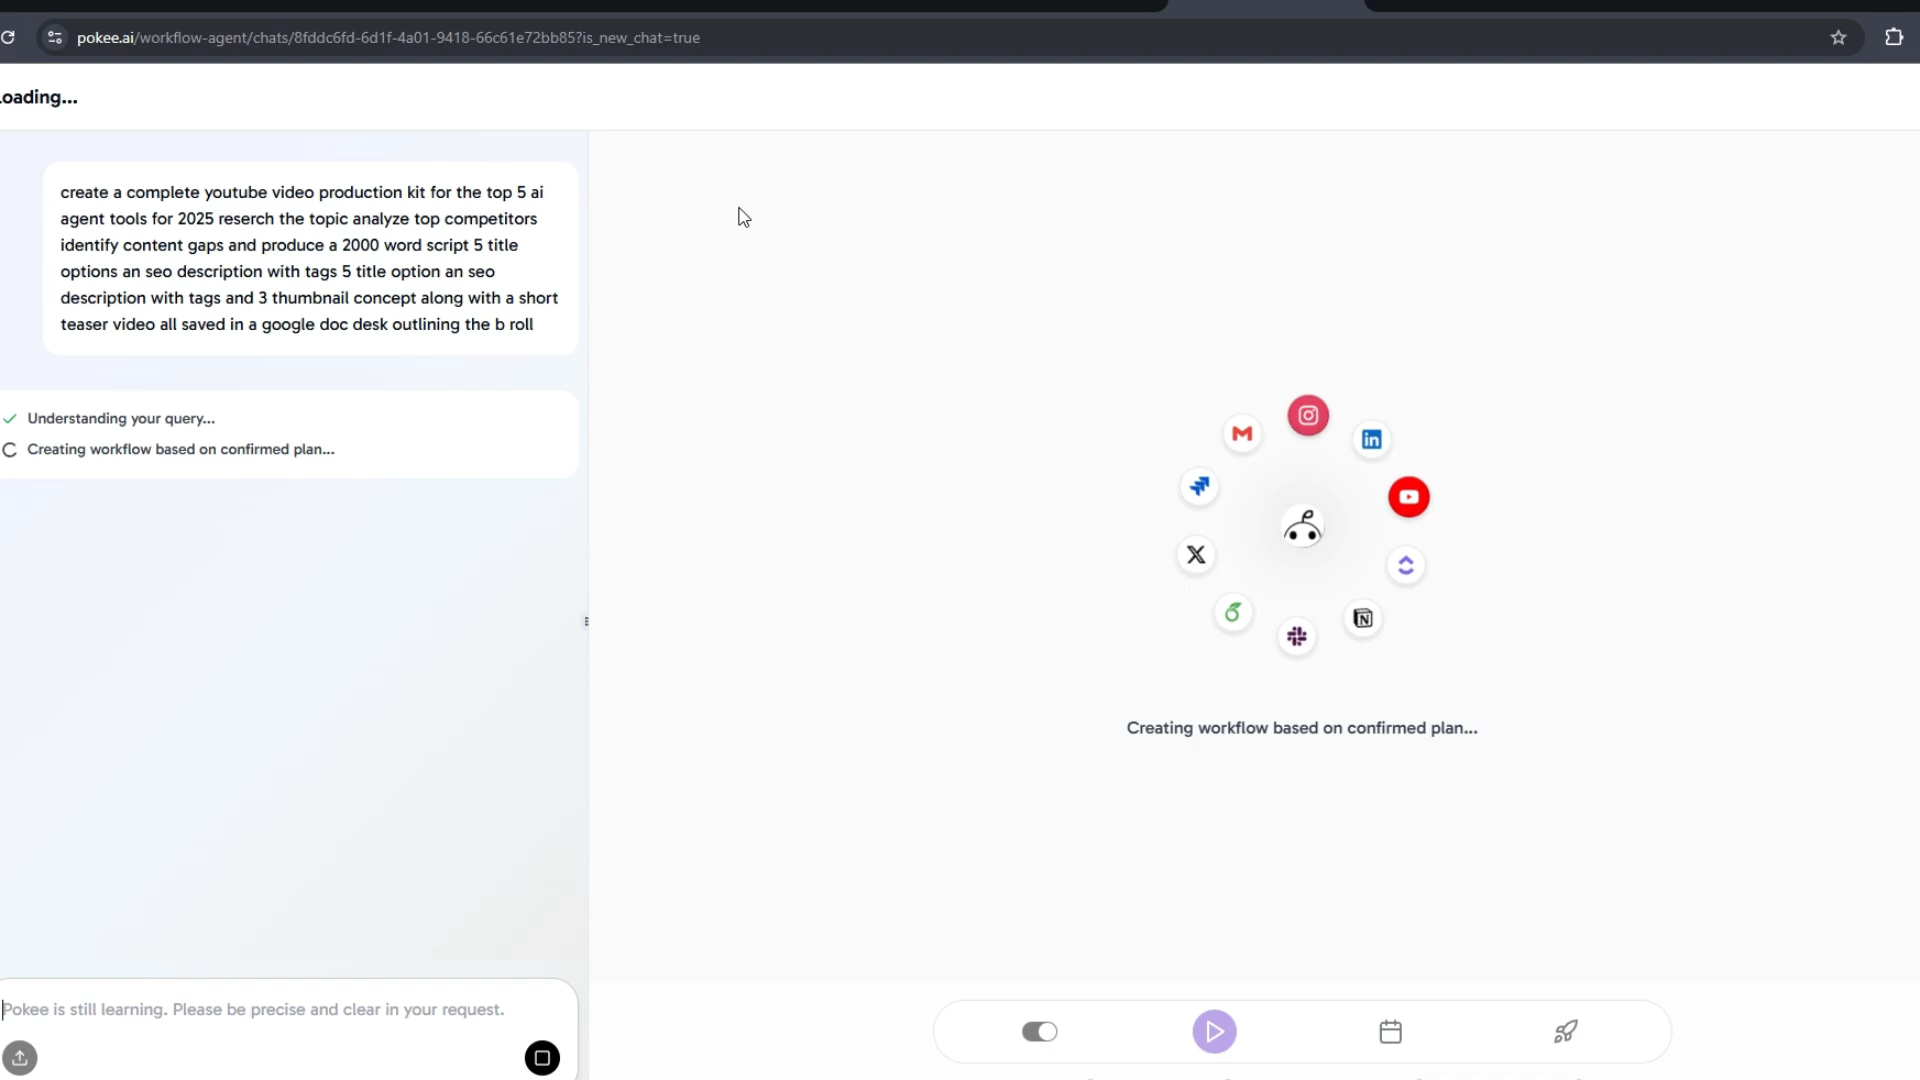 pokee.ai/workflow-agent/chats/8fddc6fd-6d1f-4a01-9418-66c61e72bb85?is_new_chat=true
Loading...
create a complete youtube video production kit for the top 5 ai
agent tools for 2025 reserch the topic analyze top competitors
identify content gaps and produce a 2000 word script 5 title
options an seo description with tags 5 title option an seo
description with tags and 3 thumbnail concept along with a short
teaser video all saved in a google doc desk outlining the b roll
Understanding your query...
Creating workflow based on confirmed plan...
Creating workflow based on confirmed plan...
Pokee is still learning. Please be precise and clear in your request.